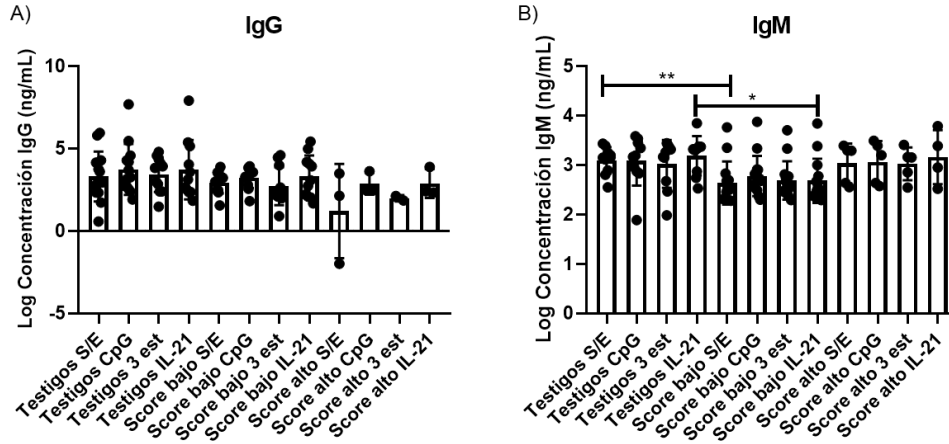 A)
IgG
Log Concentración IgG (ng/mL)
10
5
0
-5
Testigos S/E
Testigos CpG
Testigos 3 est
Testigos IL-21
Score bajo S/E
Score bajo CpG
Score bajo 3 est
Score bajo IL-21
Score alto S/E
Score alto CpG
Score alto 3 est
Score alto IL-21
B)
IgM
Log Concentración IgM (ng/mL)
5
4
3
2
1
0
**
*
Testigos S/E
Testigos CpG
Testigos 3 est
Testigos IL-21
Score bajo S/E
Score bajo CpG
Score bajo 3 est
Score bajo IL-21
Score alto S/E
Score alto CpG
Score alto 3 est
Score alto IL-21